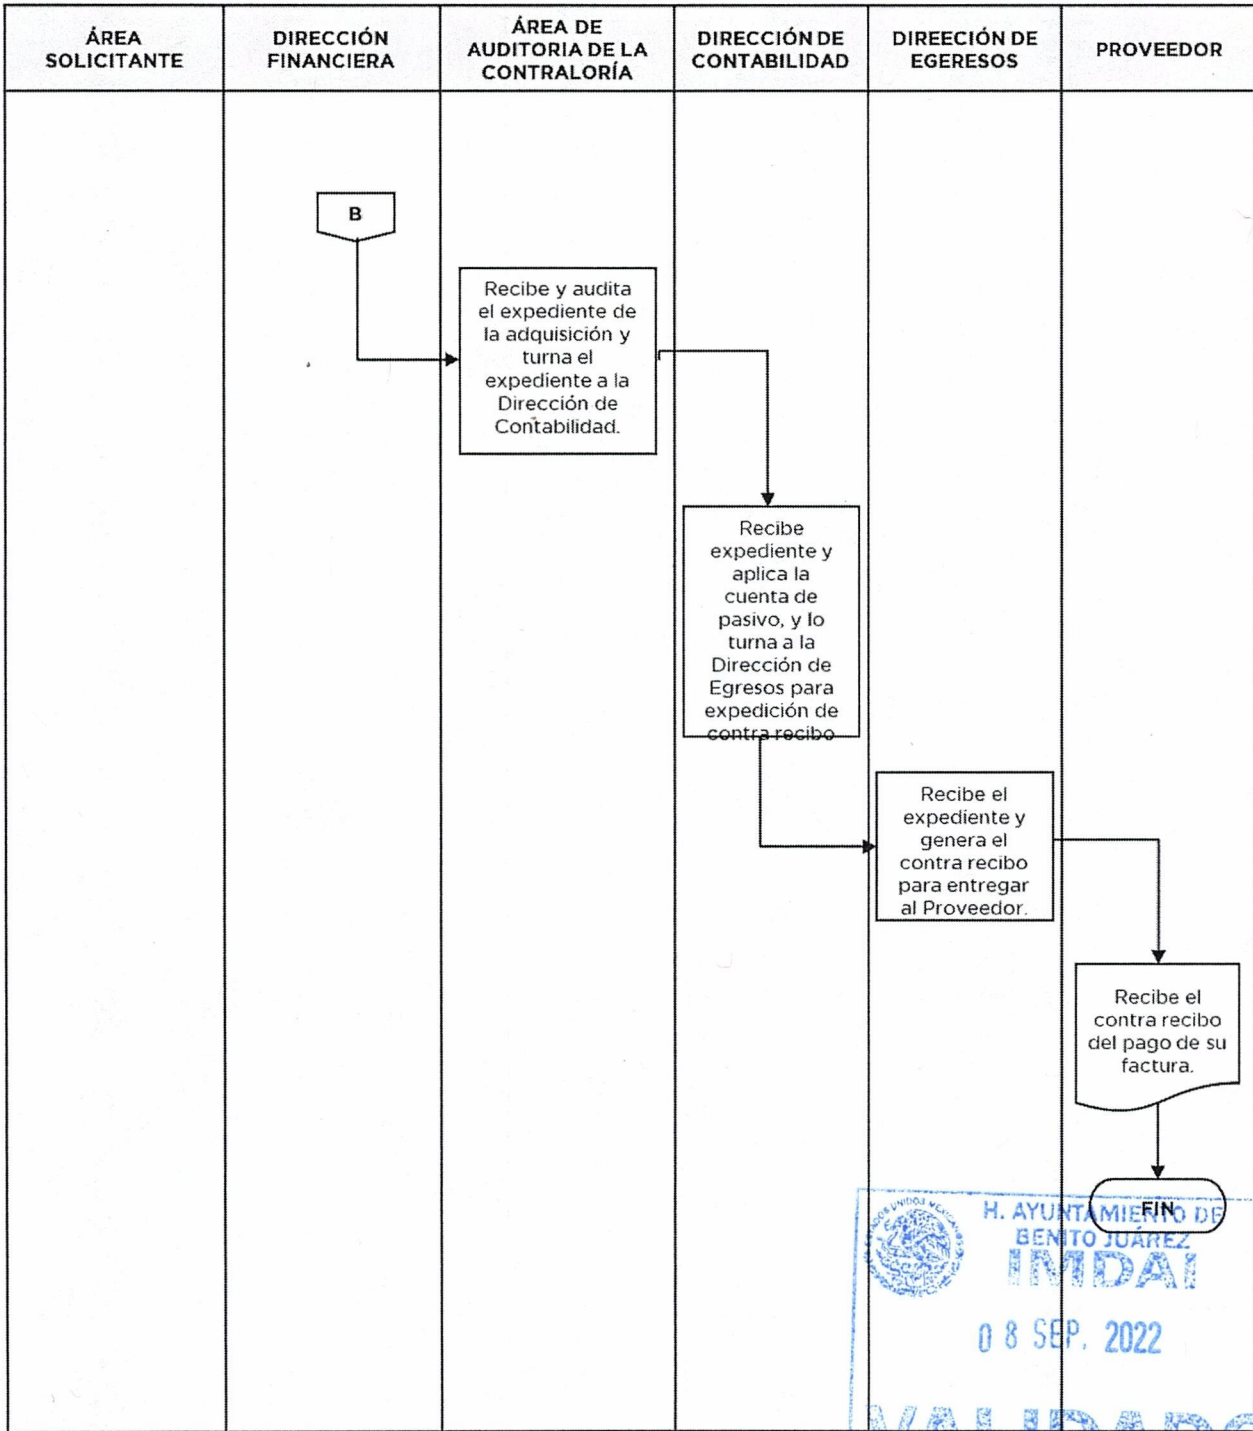 ÁREA
SOLICITANTE
DIRECCIÓN
FINANCIERA
ÁREA DE
AUDITORIA DE LA
CONTRALORÍA
DIRECCIÓN DE
CONTABILIDAD
DIREECIÓN DE
EGERESOS
PROVEEDOR
B
Recibe y audita
el expediente de
la adquisición y
turna el
expediente a la
Dirección de
Contabilidad.
Recibe
expediente y
aplica la
cuenta de
pasivo, y lo
turna a la
Dirección de
Egresos para
expedición de
contra recibo
Recibe el
expediente y
genera el
contra recibo
para entregar
al Proveedor.
Recibe el
contra recibo
del pago de su
factura.
FIN
ESTADOS UNIDOS MEXICANOS
H. AYUNTAMIENTO DE
BENITO JUÁREZ
IMDAI
08 SEP. 2022
VALIDADO